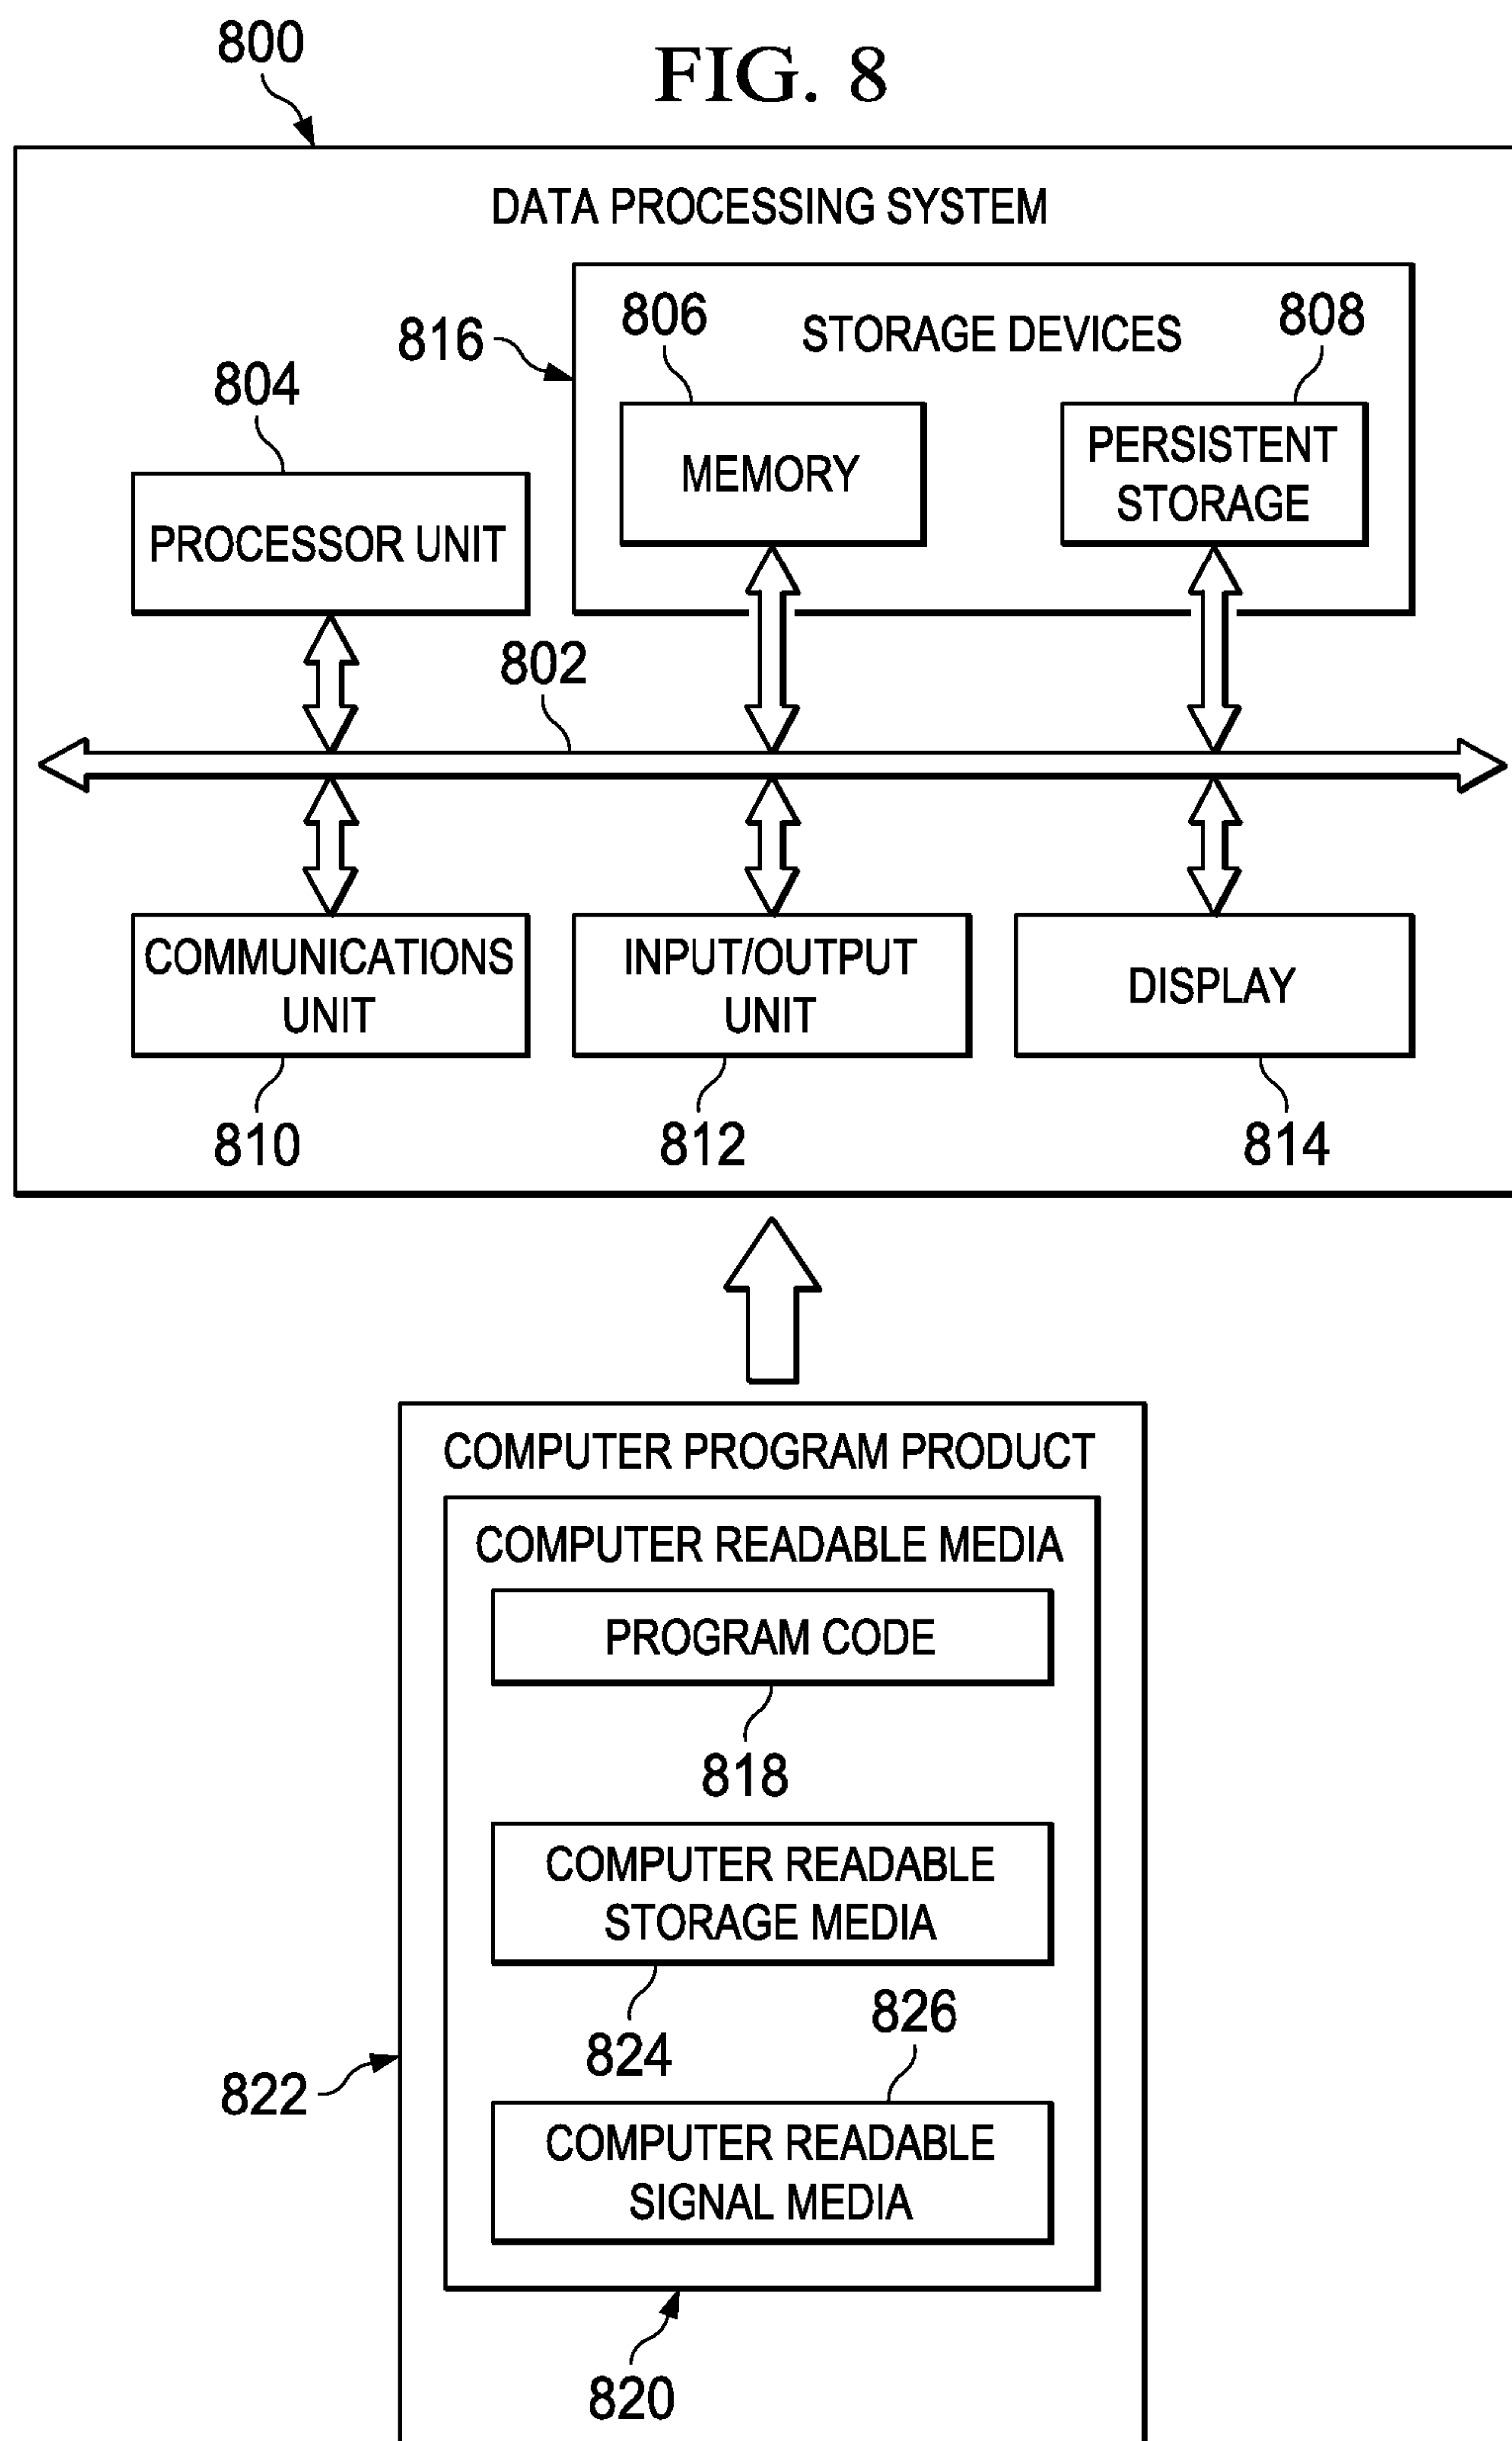 800
FIG. 8
DATA PROCESSING SYSTEM
816
806
STORAGE DEVICES
808
804
MEMORY
PERSISTENT
STORAGE
PROCESSOR UNIT
802
COMMUNICATIONS
UNIT
INPUT/OUTPUT
UNIT
DISPLAY
810
812
814
COMPUTER PROGRAM PRODUCT
COMPUTER READABLE MEDIA
PROGRAM CODE
818
COMPUTER READABLE
STORAGE MEDIA
824
826
822
COMPUTER READABLE
SIGNAL MEDIA
820